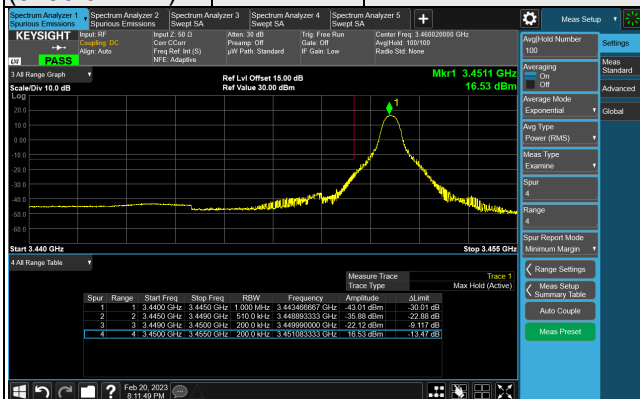 Spectrum Analyzer 1
Spurious Emissions
Spectrum Analyzer 2
Spurious Emissions
Spectrum Analyzer 3
Swept SA
Spectrum Analyzer 4
Swept SA
Spectrum Analyzer 5
Swept SA
+
Meas Setup
KEYSIGHT
LXI
PASS
Input: RF
Coupling: DC
Align: Auto
Input Z: 50 Ω
Corr CCorr
Freq Ref: Int (S)
NFE: Adaptive
Atten: 30 dB
Preamp: Off
µW Path: Standard
Trig: Free Run
Gate: Off
IF Gain: Low
Center Freq: 3.460020000 GHz
AvgHold: 100/100
Radio Std: None
3 All Range Graph
Scale/Div 10.0 dB
Ref Lvl Offset 15.00 dB
Ref Value 30.00 dBm
Mkr1 3.4511 GHz
16.53 dBm
Log
20.0
10.0
0.00
-10.0
-20.0
-30.0
-40.0
-50.0
-60.0
1
Start 3.440 GHz
Stop 3.455 GHz
4 All Range Table
Measure Trace Trace 1
Trace Type Max Hold (Active)
Spur Range Start Freq Stop Freq RBW Frequency Amplitude ΔLimit
1 1 3.4400 GHz 3.4450 GHz 1.000 MHz 3.443466667 GHz -43.01 dBm -30.01 dB
2 2 3.4450 GHz 3.4490 GHz 510.0 kHz 3.448893333 GHz -35.88 dBm -22.88 dB
3 3 3.4490 GHz 3.4500 GHz 200.0 kHz 3.449990000 GHz -22.12 dBm -9.117 dB
4 4 3.4500 GHz 3.4550 GHz 200.0 kHz 3.451083333 GHz 16.53 dBm -13.47 dB
Feb 20, 2023
8:11:49 PM
?
Avg|Hold Number
100
Averaging
On
Off
Average Mode
Exponential
Avg Type
Power (RMS)
Meas Type
Examine
Spur
4
Range
4
Spur Report Mode
Minimum Margin
Range Settings
Meas Setup
Summary Table
Auto Couple
Meas Preset
Settings
Meas
Standard
Advanced
Global